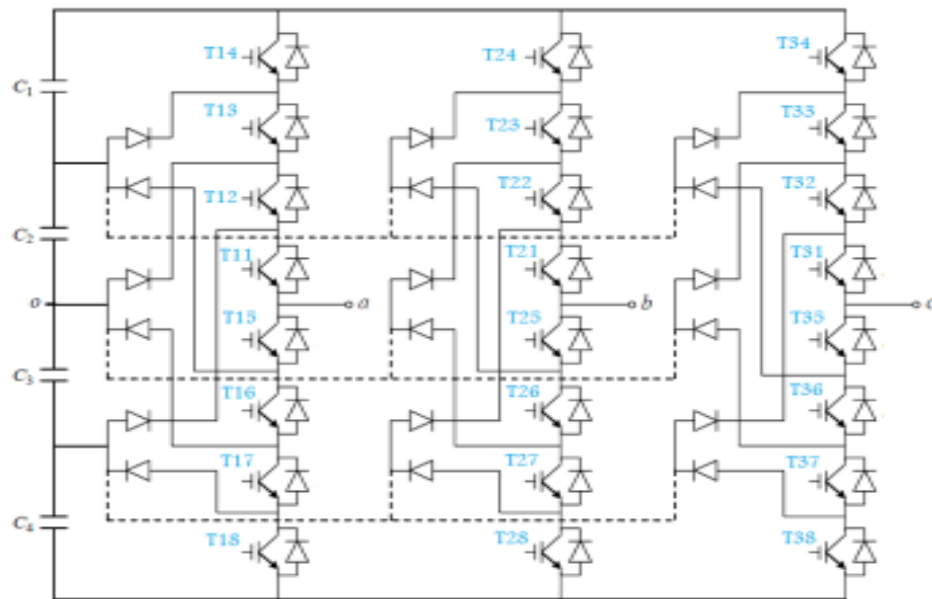 T14 T24 T34
C1
T13 T23 T33
T12 T22 T32
C2
T11 T21 T31
o a b c
T15 T25 T35
C3
T16 T26 T36
T17 T27 T37
C4
T18 T28 T38